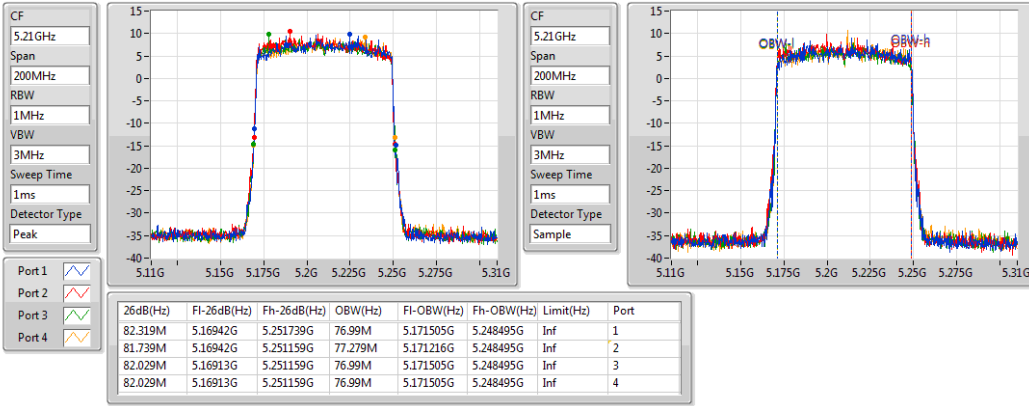 CF
5.21GHz
Span
200MHz
RBW
1MHz
VBW
3MHz
Sweep Time
1ms
Detector Type
Peak
15
10
5
0
-5
-10
-15
-20
-25
-30
-35
-40
5.11G 5.175G 5.2G 5.225G 5.25G 5.31G
CF
5.21GHz
Span
200MHz
RBW
1MHz
VBW
3MHz
Sweep Time
1ms
Detector Type
Sample
15
10
5
0
-5
-10
-15
-20
-25
-30
-35
-40
OBW-l OBW-h
5.11G 5.175G 5.2G 5.225G 5.25G 5.275G 5.31G
Port 1
Port 2
Port 3
Port 4
26dB(Hz) Fl-26dB(Hz) Fh-26dB(Hz) OBW(Hz) Fl-OBW(Hz) Fh-OBW(Hz) Limit(Hz) Port
82.319M 5.16942G 5.251739G 76.99M 5.171505G 5.248495G Inf 1
81.739M 5.16942G 5.251159G 77.279M 5.171216G 5.248495G Inf 2
82.029M 5.16913G 5.251159G 76.99M 5.171505G 5.248495G Inf 3
82.029M 5.16913G 5.251159G 76.99M 5.171505G 5.248495G Inf 4